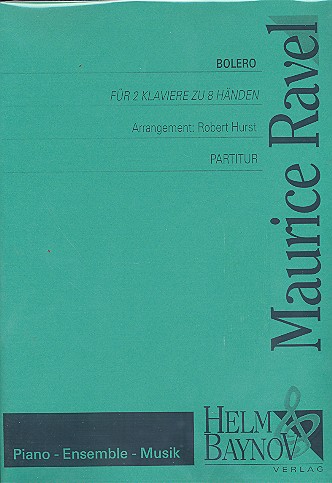 BOLERO
FÜR 2 KLAVIERE ZU 8 HÄNDEN
Arrangement: Robert Hurst
PARTITUR
Maurice Ravel
Piano - Ensemble - Musik
HELM
BAYNOV
VERLAG